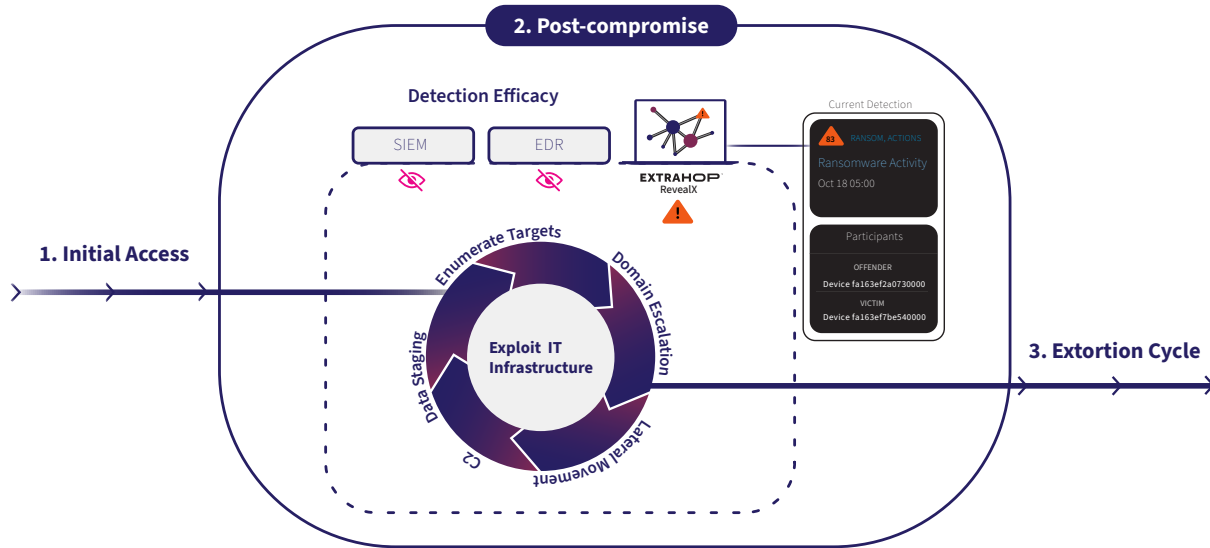 2. Post-compromise
Detection Efficacy
SIEM
EDR
EXTRAHOP
RevealX
Current Detection
83
RANSOM, ACTIONS
Ransomware Activity
Oct 18 05:00
Participants
OFFENDER
Device fa163ef2a0730000
VICTIM
Device fa163ef7be540000
1. Initial Access
Enumerate Targets
Domain Escalation
Lateral Movement
C2
Data Staging
Exploit IT
Infrastructure
3. Extortion Cycle